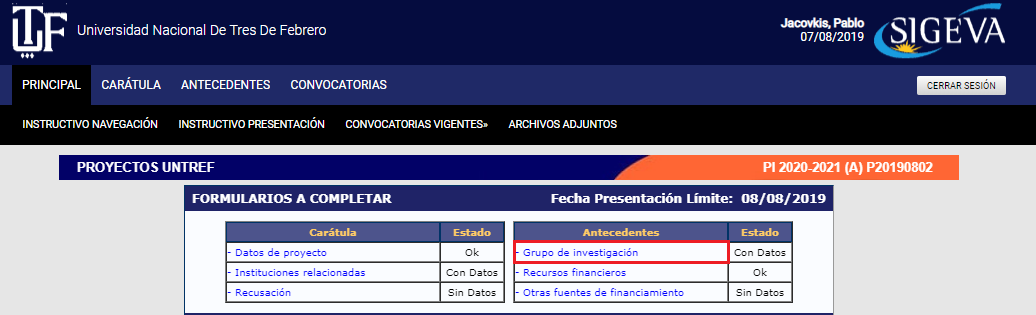 UNTREF
Universidad Nacional De Tres De Febrero
Jacovkis, Pablo
07/08/2019
SIGEVA
PRINCIPAL CARÁTULA ANTECEDENTES CONVOCATORIAS
CERRAR SESIÓN
INSTRUCTIVO NAVEGACIÓN INSTRUCTIVO PRESENTACIÓN CONVOCATORIAS VIGENTES» ARCHIVOS ADJUNTOS
PROYECTOS UNTREF PI 2020-2021 (A) P20190802
FORMULARIOS A COMPLETAR Fecha Presentación Límite: 08/08/2019
Carátula Estado Antecedentes Estado
- Datos de proyecto Ok - Grupo de investigación Con Datos
- Instituciones relacionadas Con Datos - Recursos financieros Ok
- Recusación Sin Datos - Otras fuentes de financiamiento Sin Datos